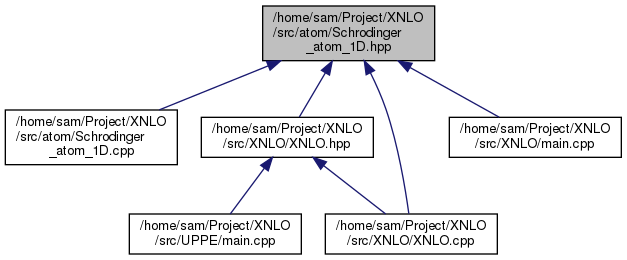 /home/sam/Project/XNLO
/src/atom/Schrodinger
_atom_1D.hpp
/home/sam/Project/XNLO
/src/atom/Schrodinger
_atom_1D.cpp
/home/sam/Project/XNLO
/src/XNLO/XNLO.hpp
/home/sam/Project/XNLO
/src/XNLO/main.cpp
/home/sam/Project/XNLO
/src/UPPE/main.cpp
/home/sam/Project/XNLO
/src/XNLO/XNLO.cpp